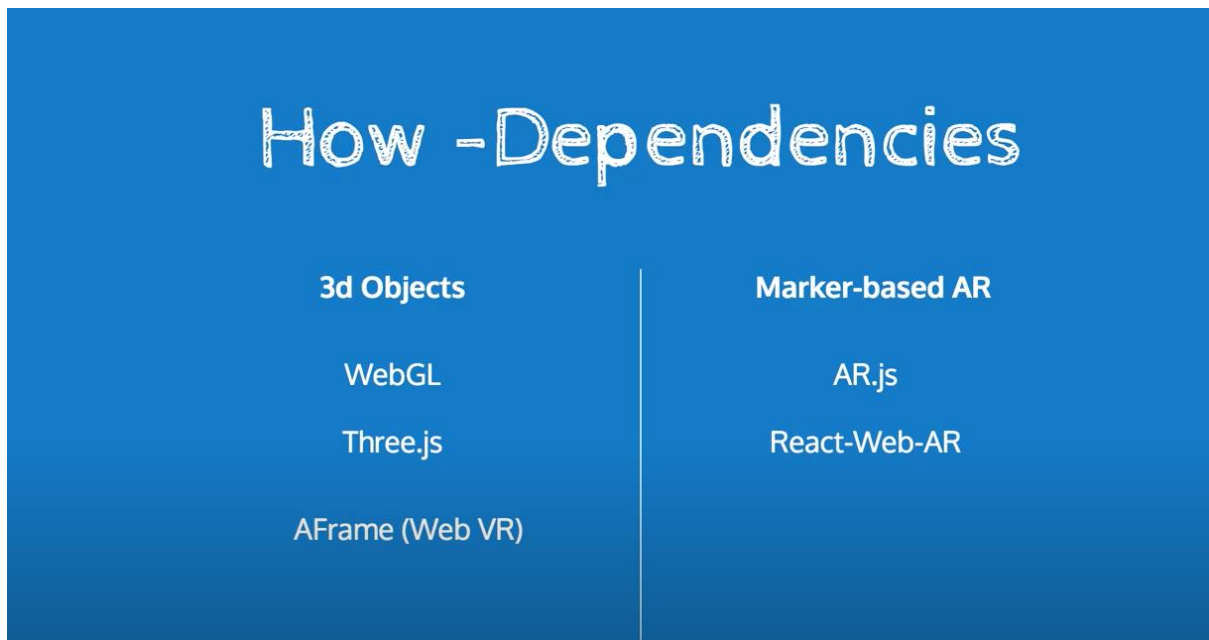 How -Dependencies
3d Objects
WebGL
Three.js
AFrame (Web VR)
Marker-based AR
AR.js
React-Web-AR